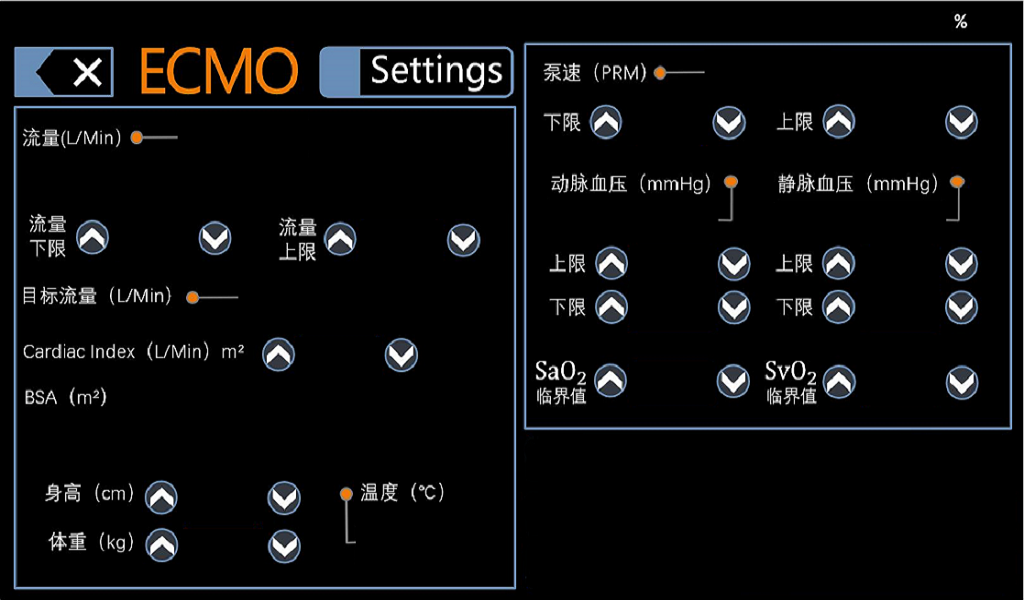 %
ECMO
Settings
流量(L/Min)
流量
下限
流量
上限
目标流量（L/Min）
Cardiac Index（L/Min）m²
BSA（m²）
身高（cm）
温度（℃）
体重（kg）
泵速（PRM）
下限
上限
动脉血压（mmHg）
静脉血压（mmHg）
上限
上限
下限
下限
SaO₂
临界值
SvO₂
临界值